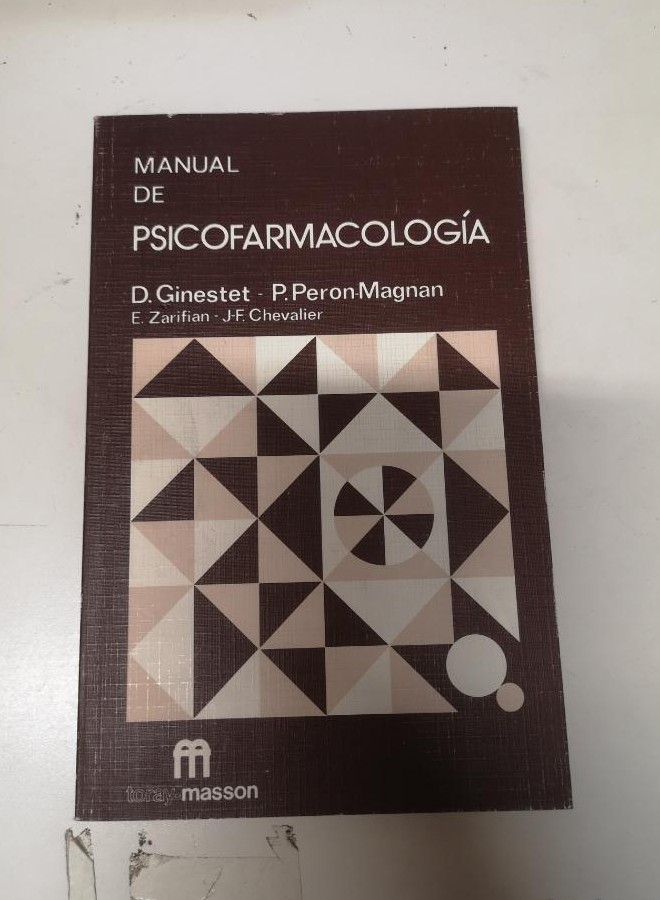 MANUAL
DE
PSICOFARMACOLOGÍA
D. Ginestet - P. Peron-Magnan
E. Zarifian - J-F. Chevalier
toray-masson